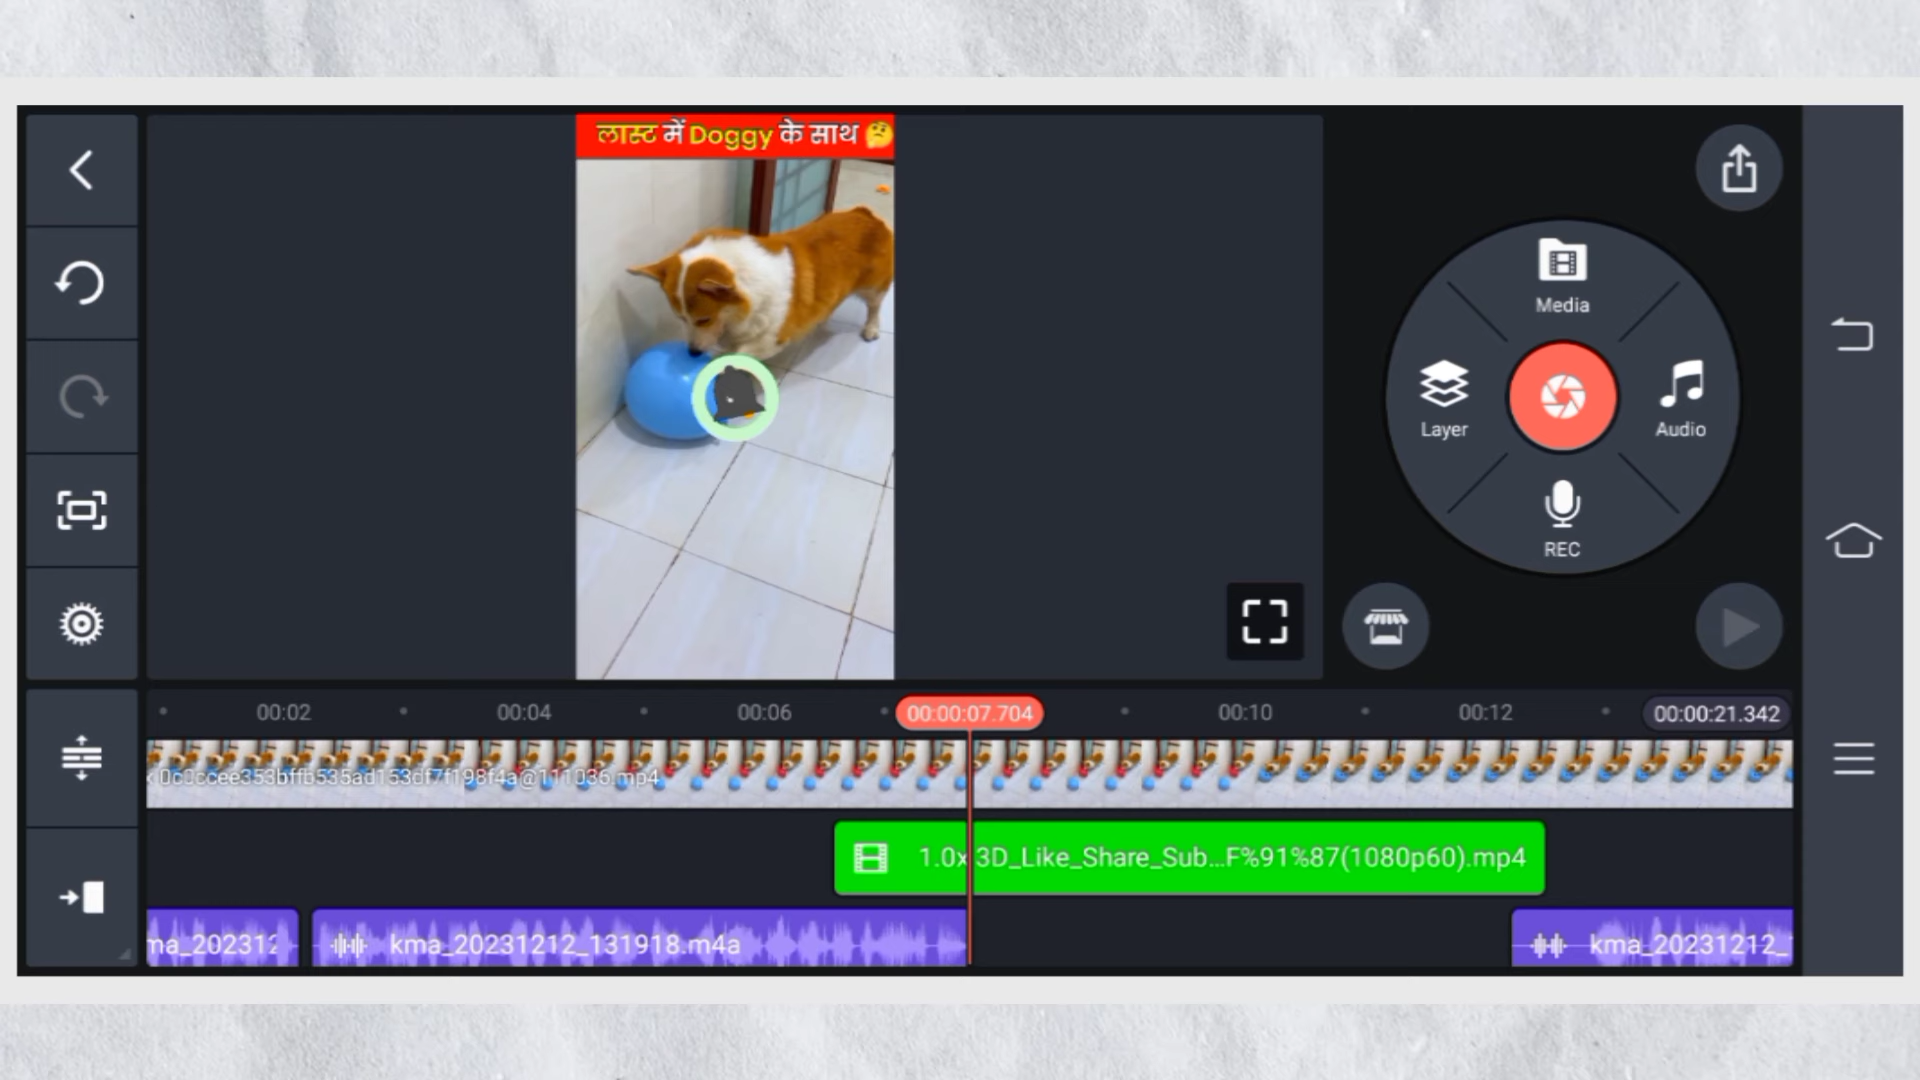 लास्ट में Doggy के साथ 🤔
Media
Layer
Audio
REC
00:02
00:04
00:06
00:00:07.704
00:10
00:12
00:00:21.342
0c0ccee353bffb535ad153df7f198f4a@111036.mp4
1.0x 3D_Like_Share_Sub...F%91%87(1080p60).mp4
ma_202312
kma_20231212_131918.m4a
kma_20231212_